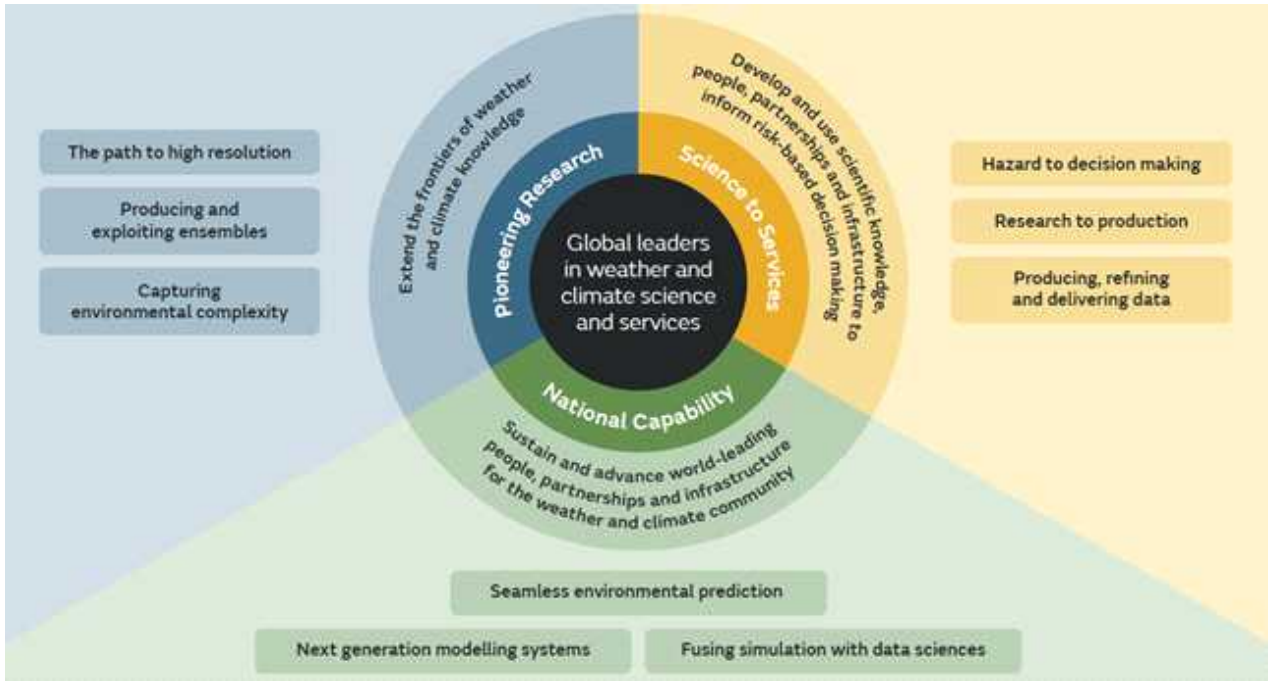 The path to high resolution
Producing and
exploiting ensembles
Capturing
environmental complexity
Extend the frontiers of weather
and climate knowledge
Pioneering Research
Global leaders
in weather and
climate science
and services
Science to Services
Develop and use scientific knowledge,
people, partnerships and infrastructure to
inform risk-based decision making
Hazard to decision making
Research to production
Producing, refining
and delivering data
National Capability
Sustain and advance world-leading
people, partnerships and infrastructure
for the weather and climate community
Seamless environmental prediction
Next generation modelling systems
Fusing simulation with data sciences